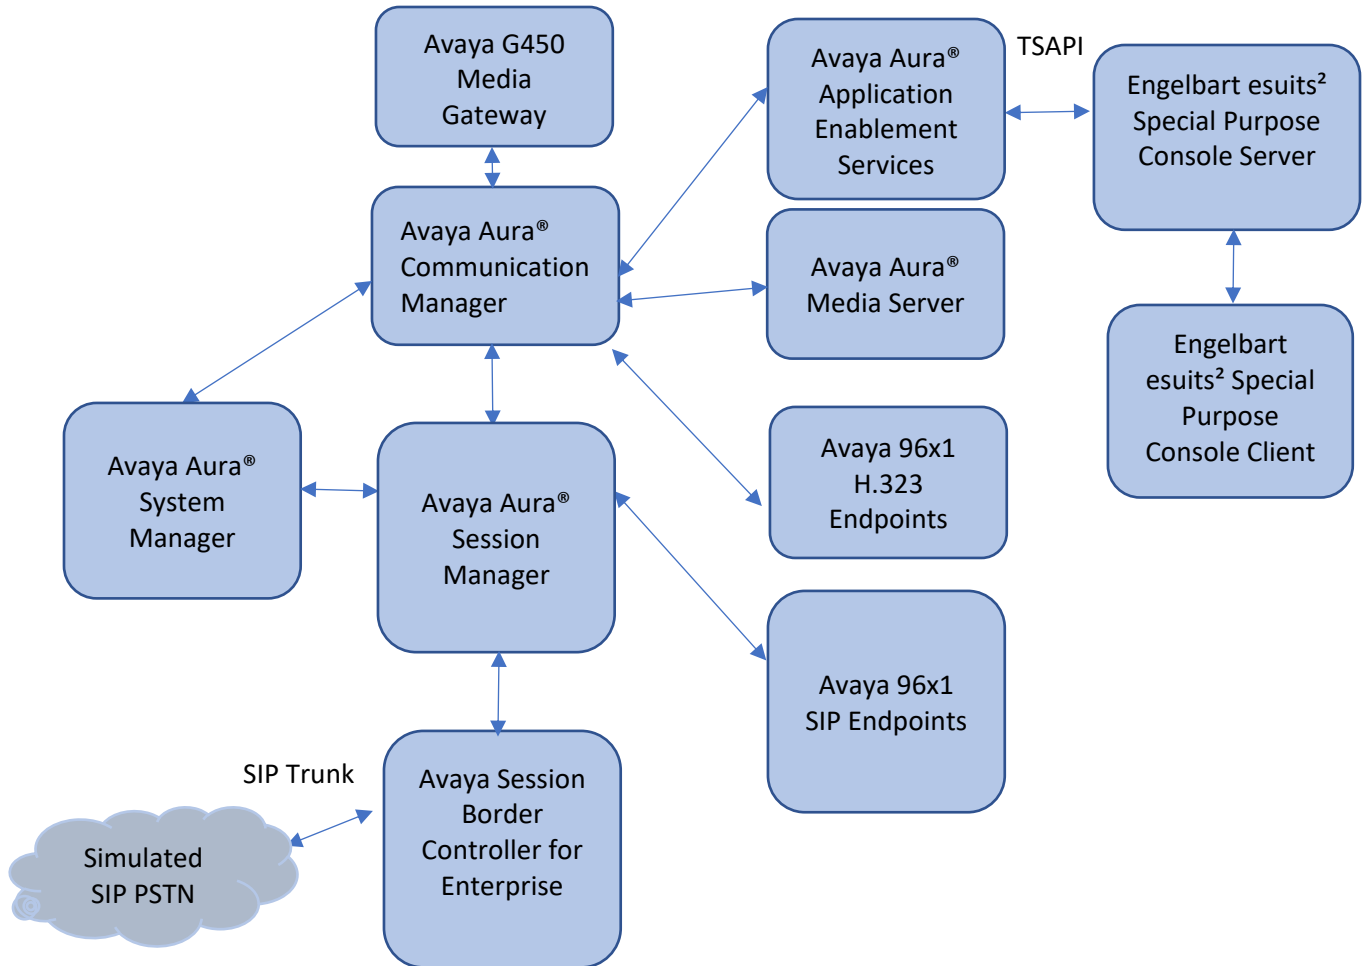 Avaya G450
Media
Gateway
Avaya Aura®
Application
Enablement
Services
TSAPI
Engelbart esuits²
Special Purpose
Console Server
Avaya Aura®
Communication
Manager
Avaya Aura®
Media Server
Engelbart
esuits² Special
Purpose
Console Client
Avaya Aura®
System
Manager
Avaya Aura®
Session
Manager
Avaya 96x1
H.323
Endpoints
Avaya 96x1
SIP Endpoints
SIP Trunk
Avaya Session
Border
Controller for
Enterprise
Simulated
SIP PSTN